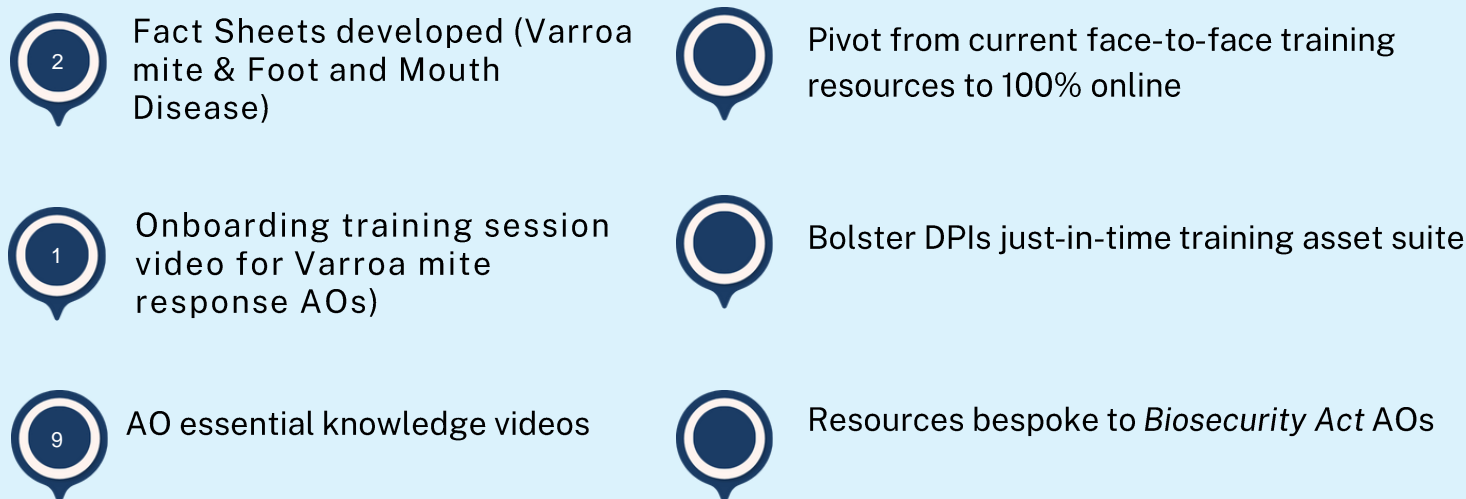 2
Fact Sheets developed (Varroa
mite & Foot and Mouth
Disease)
1
Onboarding training session
video for Varroa mite
response AOs)
9
AO essential knowledge videos
Pivot from current face-to-face training
resources to 100% online
Bolster DPIs just-in-time training asset suite
Resources bespoke to Biosecurity Act AOs